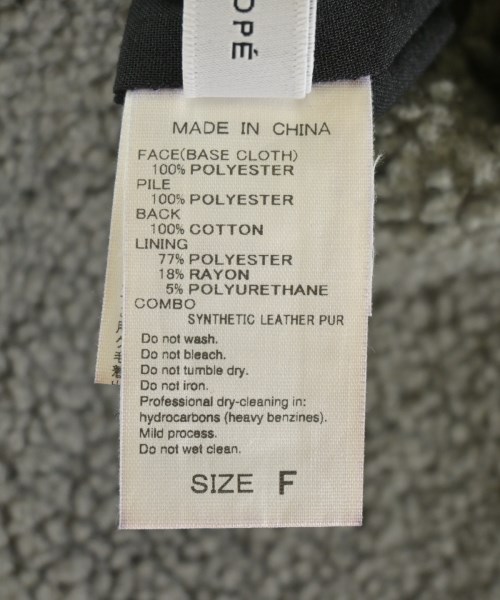 OPÉ
MADE IN CHINA
FACE(BASE CLOTH)
100% POLYESTER
PILE
100% POLYESTER
BACK
100% COTTON
LINING
77% POLYESTER
18% RAYON
5% POLYURETHANE
COMBO
SYNTHETIC LEATHER PUR
Do not wash.
Do not bleach.
Do not tumble dry.
Do not iron.
Professional dry-cleaning in:
hydrocarbons (heavy benzines).
Mild process.
Do not wet clean.
SIZE F